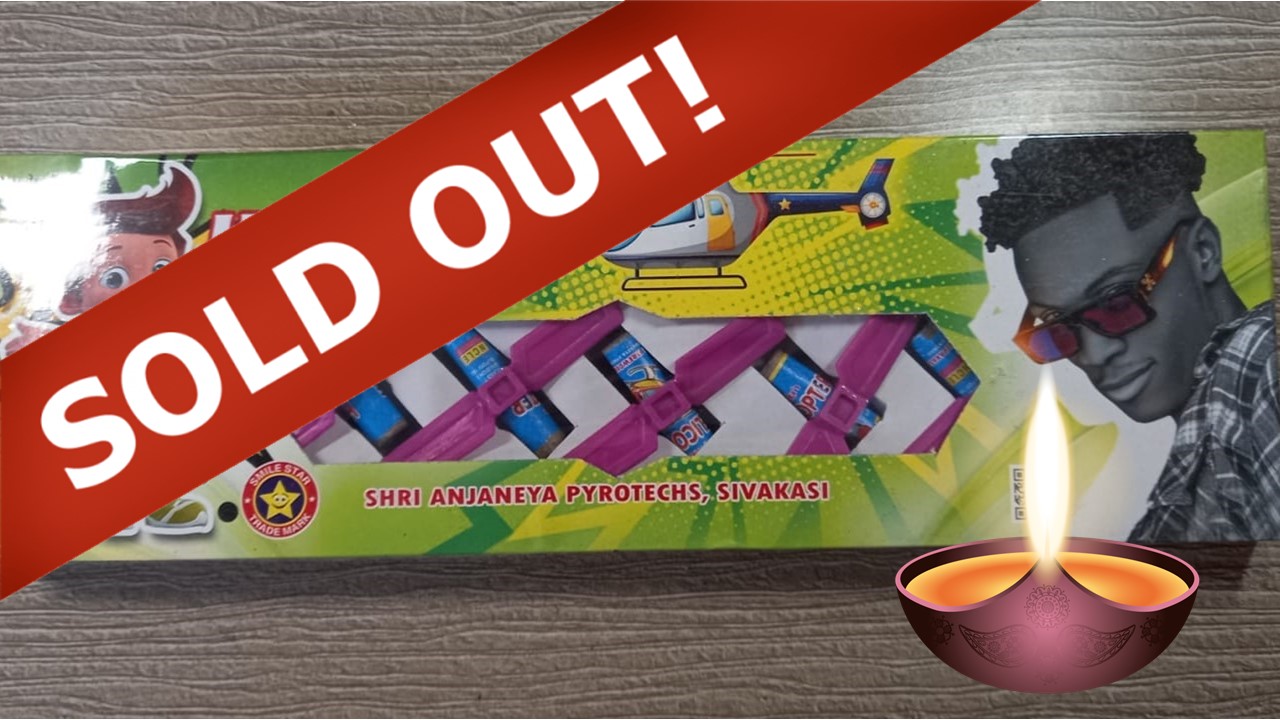 SOLD OUT!
SMILE STAR
TRADE MARK
SHRI ANJANEYA PYROTECHS, SIVAKASI